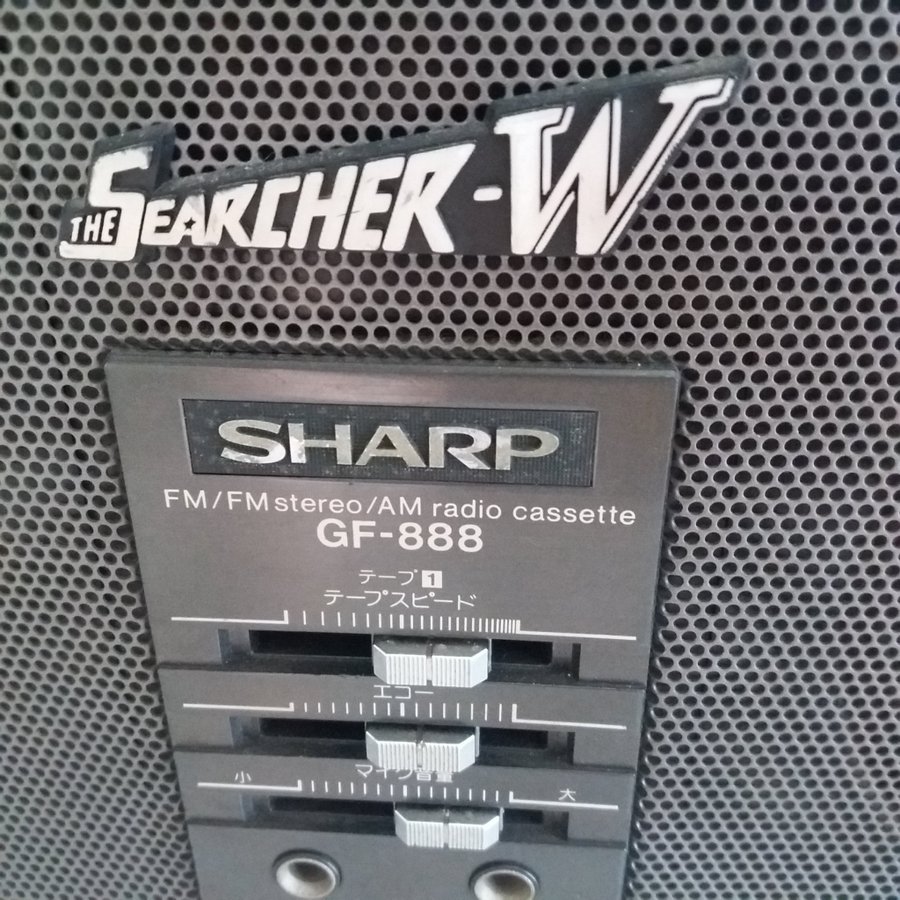 THE SEARCHER-W
SHARP
FM/FM stereo/AM radio cassette
GF-888
テープ1
テープスピード
エコー
マイク音量
小 大